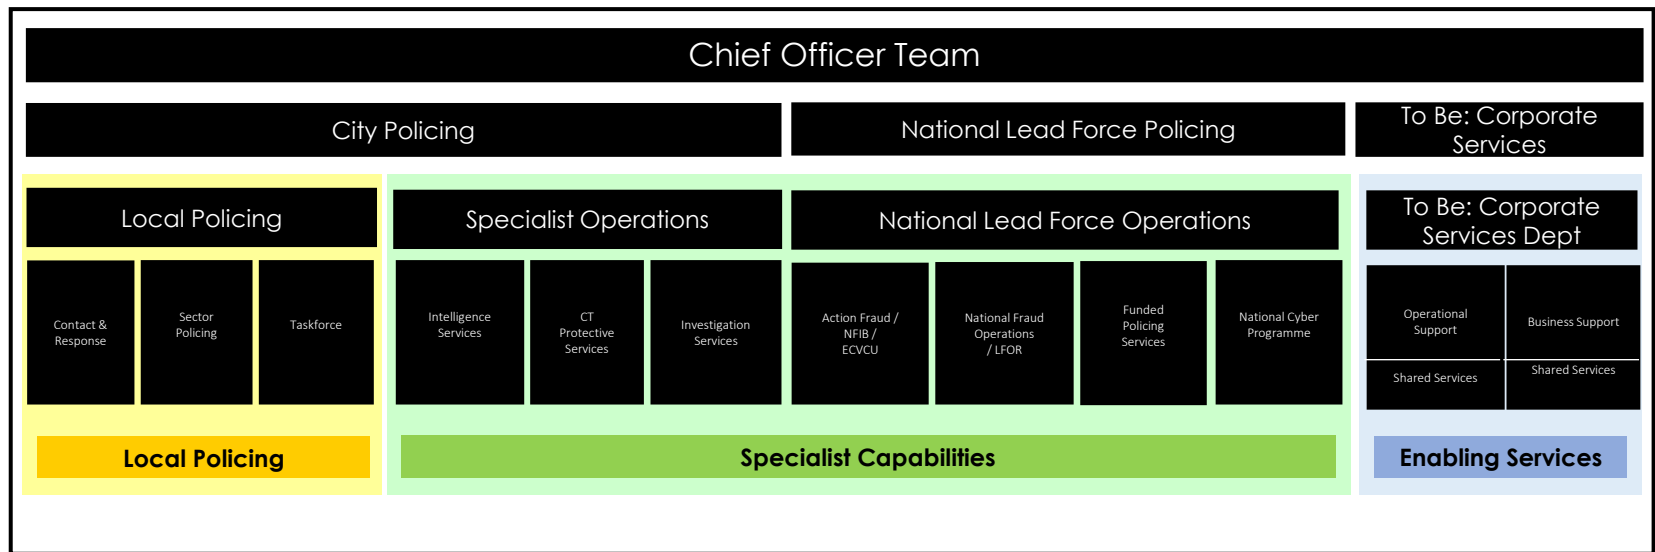 Chief Officer Team
City Policing
National Lead Force Policing
To Be: Corporate
Services
Local Policing
Specialist Operations
National Lead Force Operations
To Be: Corporate
Services Dept
Contact &
Response
Sector
Policing
Taskforce
Intelligence
Services
CT
Protective
Services
Investigation
Services
Action Fraud /
NFIB /
ECVCU
National Fraud
Operations
/ LFOR
Funded
Policing
Services
National Cyber
Programme
Operational
Support
Business Support
Shared Services
Shared Services
Local Policing
Specialist Capabilities
Enabling Services